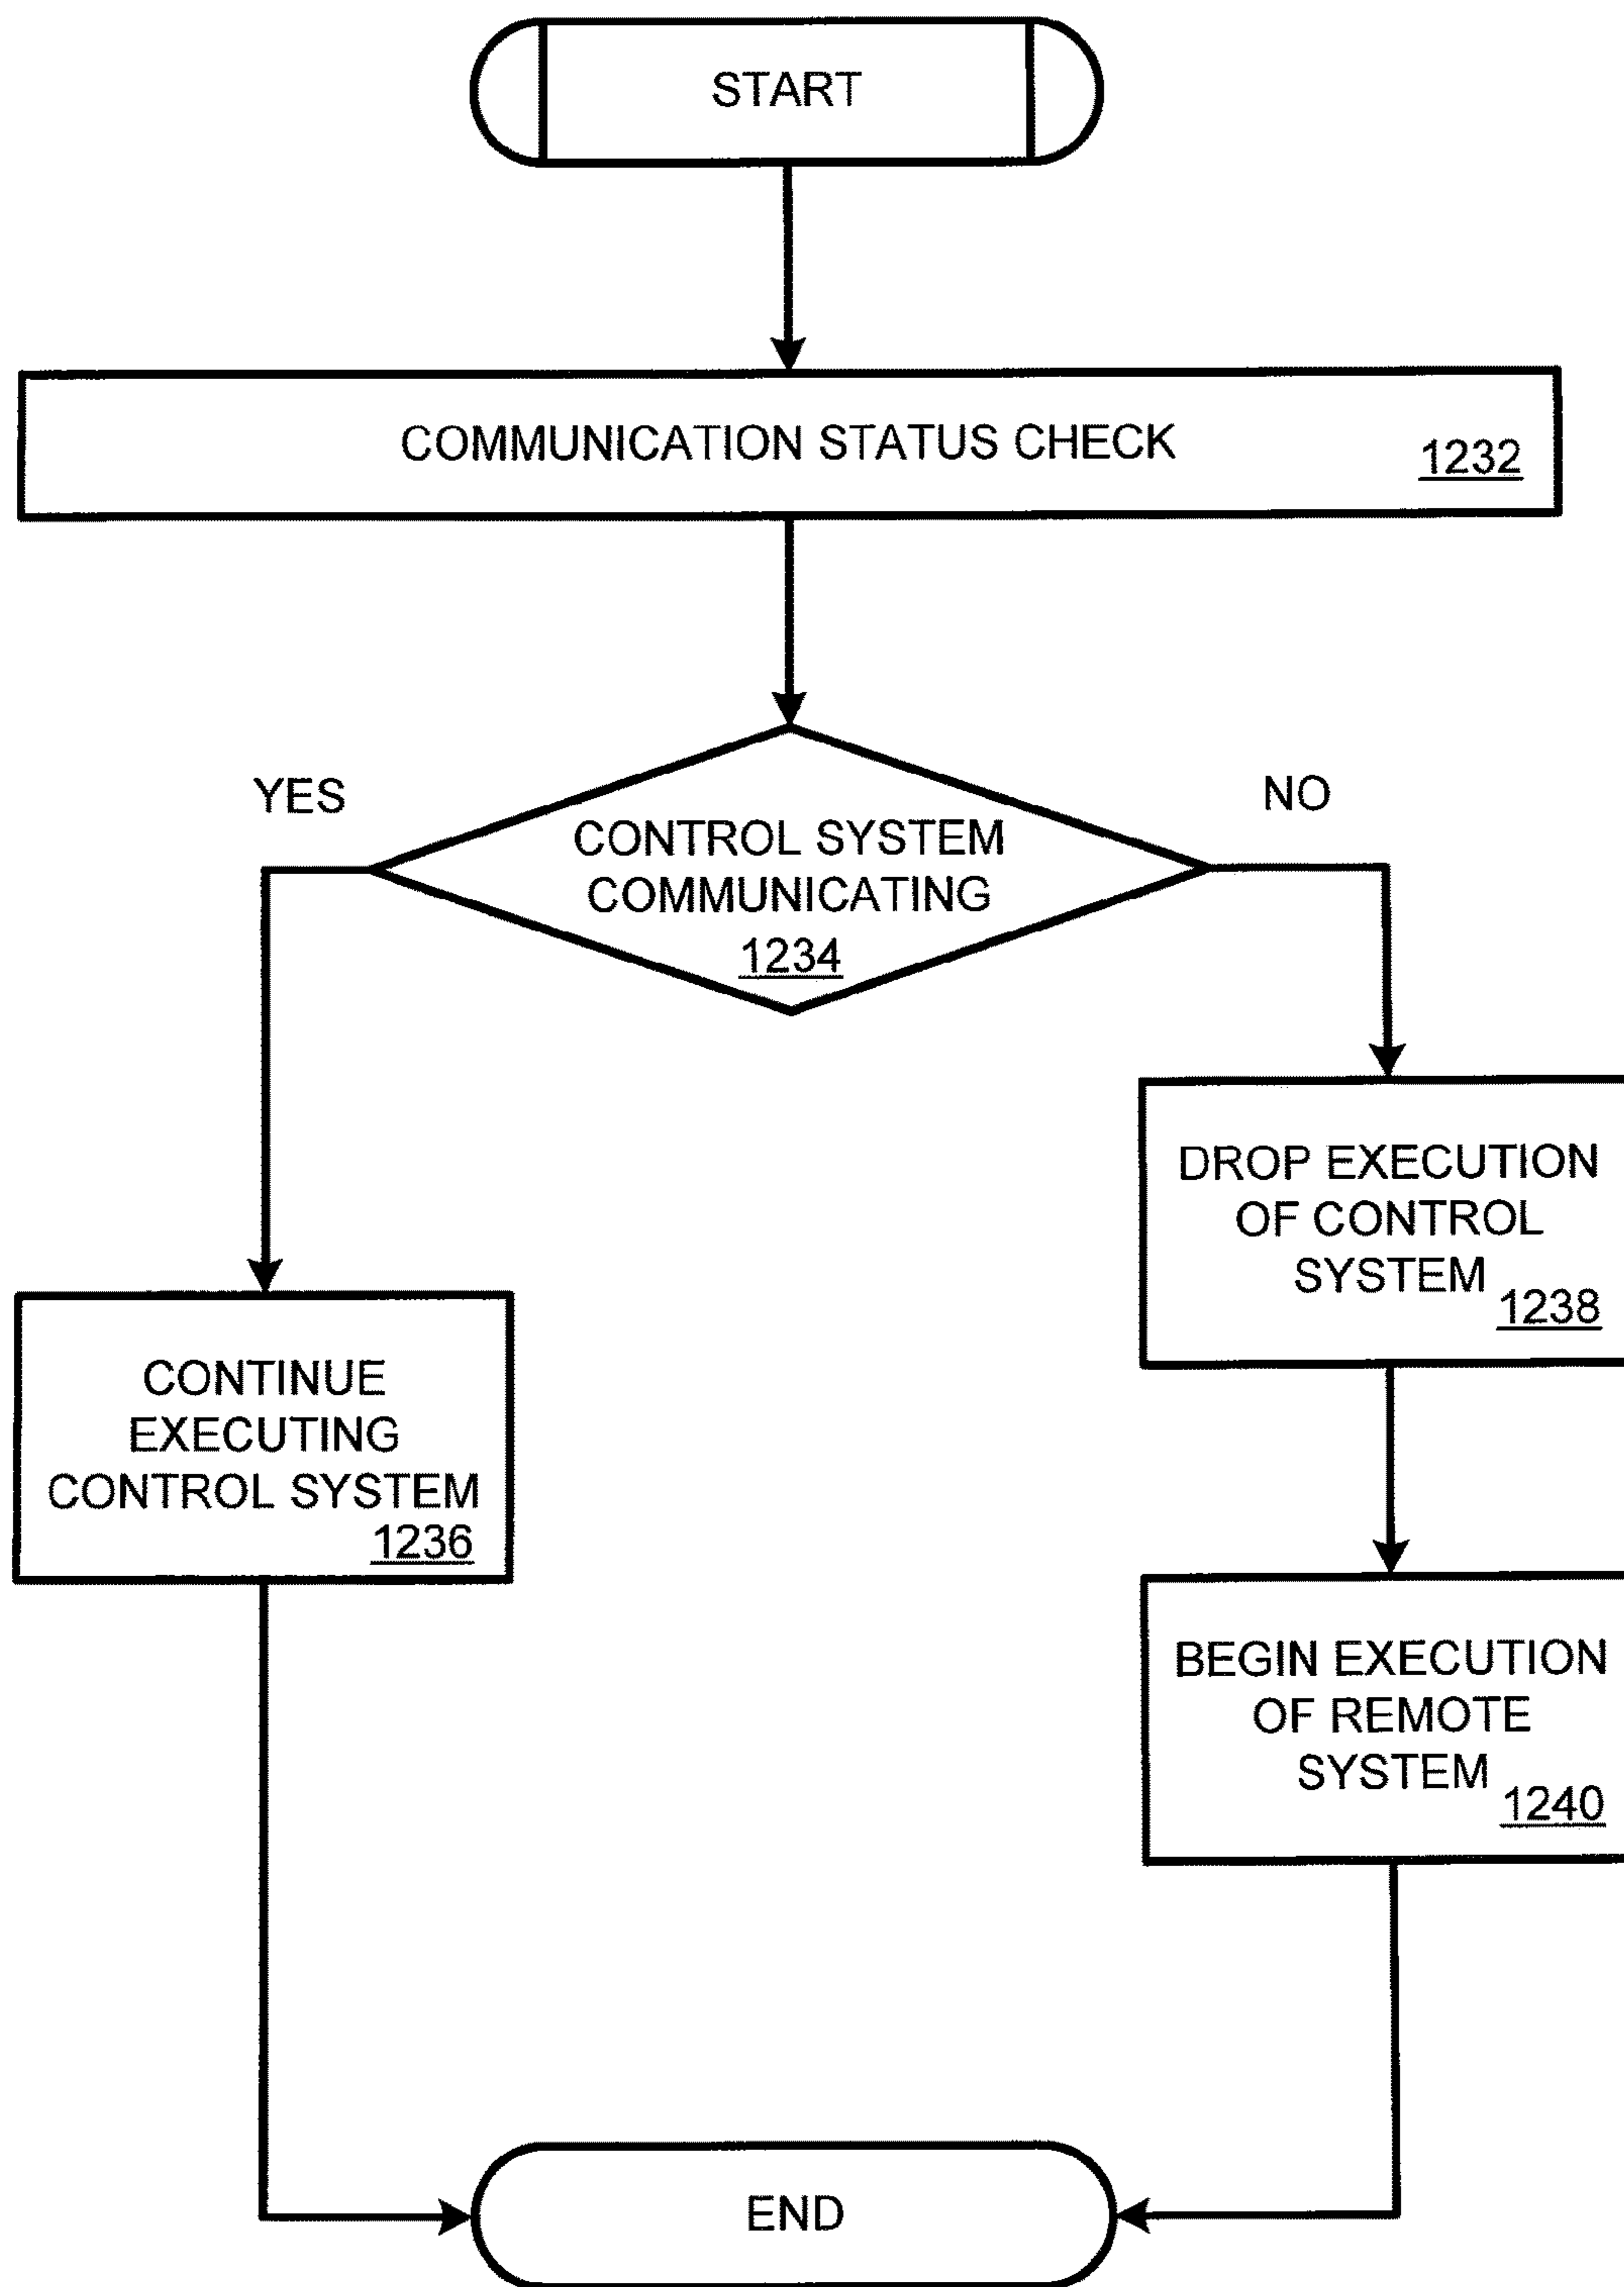 START
COMMUNICATION STATUS CHECK
1232
YES
NO
CONTROL SYSTEM
COMMUNICATING
1234
DROP EXECUTION
OF CONTROL
SYSTEM
1238
CONTINUE
EXECUTING
CONTROL SYSTEM
1236
BEGIN EXECUTION
OF REMOTE
SYSTEM
1240
END